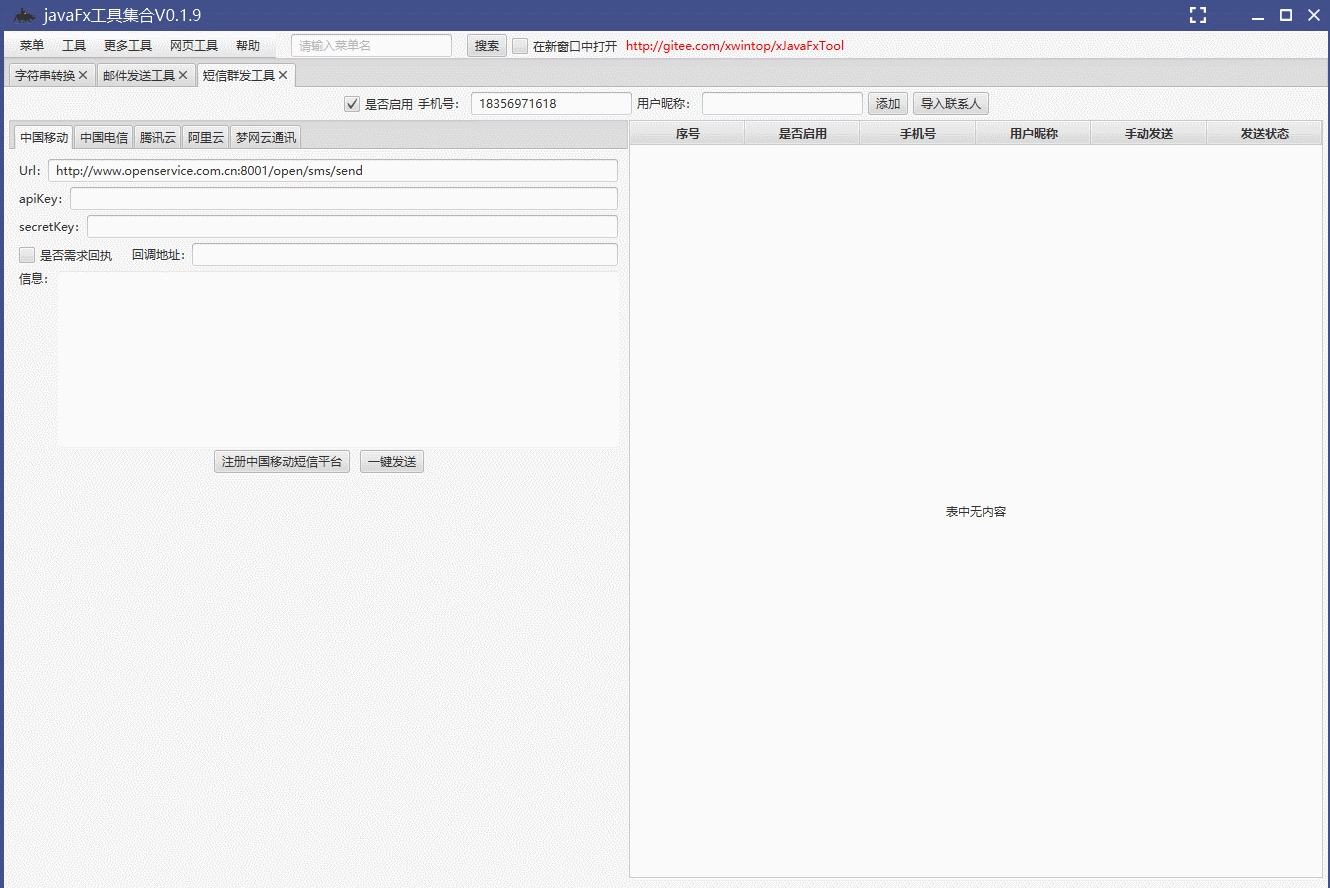 javaFx工具集合V0.1.9
菜单 工具 更多工具 网页工具 帮助 请输入菜单名 搜索 在新窗口中打开 http://gitee.com/xwintop/xJavaFxTool
字符串转换 邮件发送工具 短信群发工具
是否启用 手机号： 18356971618 用户昵称： 添加 导入联系人
中国移动 中国电信 腾讯云 阿里云 梦网云通讯
序号 是否启用 手机号 用户昵称 手动发送 发送状态
Url： http://www.openservice.com.cn:8001/open/sms/send
apiKey：
secretKey：
是否需求回执 回调地址：
信息：
注册中国移动短信平台 一键发送
表中无内容